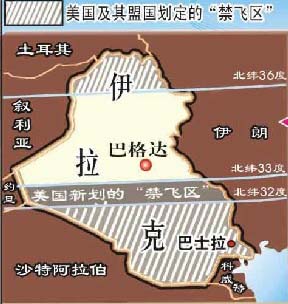 美国及其盟国划定的“禁飞区”
土耳其
伊
北纬36度
叙利亚
巴格达
伊朗
拉
北纬33度
约旦
美国新划的“禁飞区”
北纬32度
克
巴士拉
沙特阿拉伯
科威特